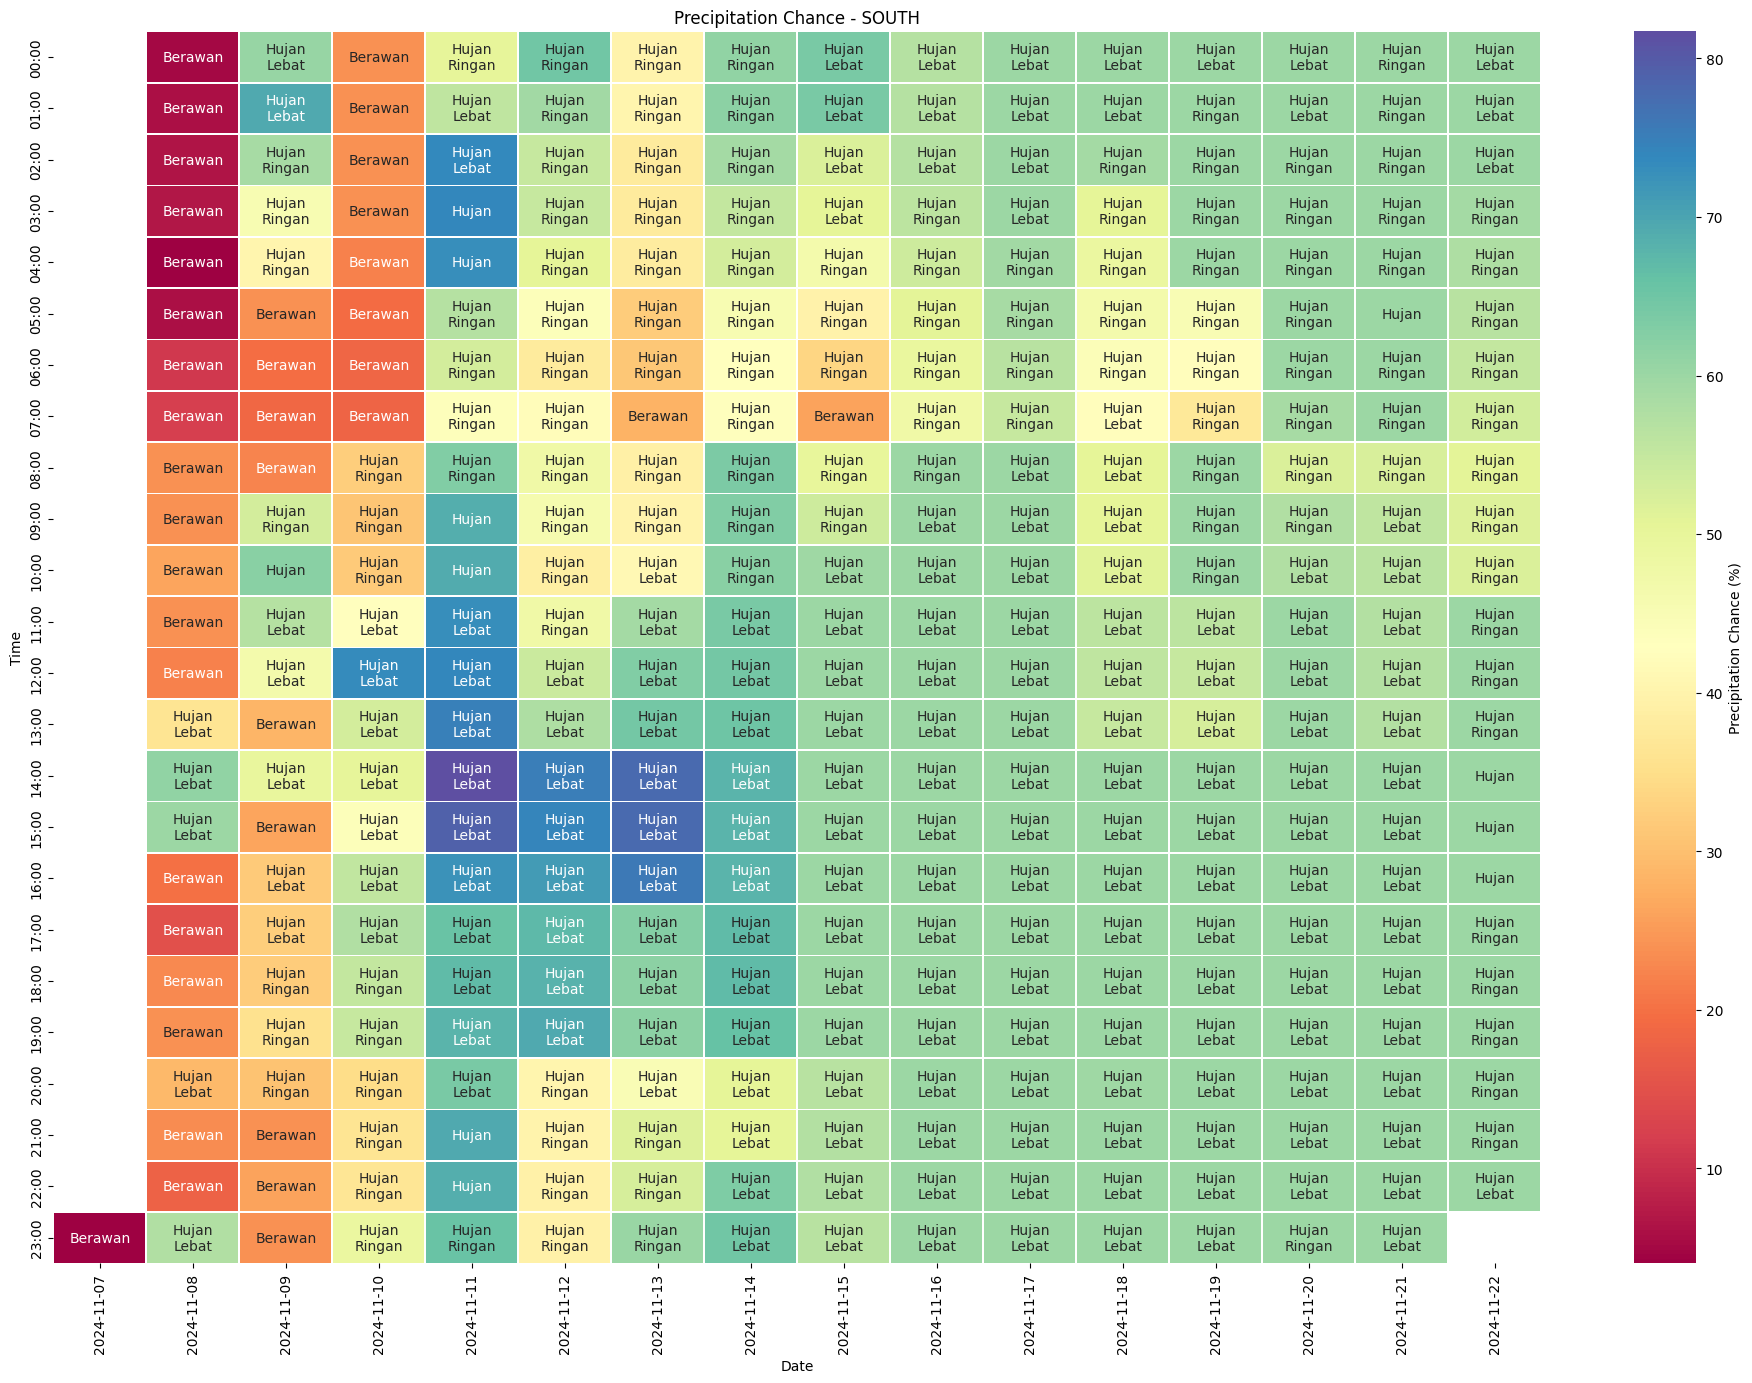 Precipitation Chance - SOUTH
00:00 Berawan Hujan Lebat Berawan Hujan Ringan Hujan Ringan Hujan Ringan Hujan Ringan Hujan Lebat Hujan Lebat Hujan Lebat Hujan Lebat Hujan Lebat Hujan Lebat Hujan Ringan Hujan Lebat
01:00 Berawan Hujan Lebat Berawan Hujan Lebat Hujan Ringan Hujan Ringan Hujan Ringan Hujan Lebat Hujan Lebat Hujan Lebat Hujan Lebat Hujan Ringan Hujan Lebat Hujan Ringan Hujan Lebat
02:00 Berawan Hujan Ringan Berawan Hujan Lebat Hujan Ringan Hujan Ringan Hujan Ringan Hujan Lebat Hujan Lebat Hujan Lebat Hujan Ringan Hujan Ringan Hujan Lebat Hujan Ringan Hujan Lebat
03:00 Berawan Hujan Ringan Berawan Hujan Hujan Ringan Hujan Ringan Hujan Ringan Hujan Lebat Hujan Ringan Hujan Lebat Hujan Ringan Hujan Ringan Hujan Ringan Hujan Ringan Hujan Ringan
04:00 Berawan Hujan Ringan Berawan Hujan Hujan Ringan Hujan Ringan Hujan Ringan Hujan Ringan Hujan Ringan Hujan Ringan Hujan Ringan Hujan Ringan Hujan Ringan Hujan Ringan Hujan Ringan
05:00 Berawan Berawan Berawan Hujan Ringan Hujan Ringan Hujan Ringan Hujan Ringan Hujan Ringan Hujan Ringan Hujan Ringan Hujan Ringan Hujan Ringan Hujan Ringan Hujan Hujan Ringan
06:00 Berawan Berawan Berawan Hujan Ringan Hujan Ringan Hujan Ringan Hujan Ringan Hujan Ringan Hujan Ringan Hujan Ringan Hujan Ringan Hujan Ringan Hujan Ringan Hujan Ringan Hujan Ringan
07:00 Berawan Berawan Berawan Hujan Ringan Hujan Ringan Berawan Hujan Ringan Berawan Hujan Ringan Hujan Ringan Hujan Lebat Hujan Ringan Hujan Ringan Hujan Ringan Hujan Ringan
08:00 Berawan Berawan Hujan Ringan Hujan Ringan Hujan Ringan Hujan Ringan Hujan Ringan Hujan Ringan Hujan Ringan Hujan Lebat Hujan Lebat Hujan Ringan Hujan Ringan Hujan Ringan Hujan Ringan
09:00 Berawan Hujan Ringan Hujan Ringan Hujan Hujan Ringan Hujan Ringan Hujan Ringan Hujan Ringan Hujan Lebat Hujan Lebat Hujan Lebat Hujan Ringan Hujan Ringan Hujan Lebat Hujan Ringan
10:00 Berawan Hujan Hujan Ringan Hujan Hujan Ringan Hujan Lebat Hujan Ringan Hujan Lebat Hujan Lebat Hujan Lebat Hujan Lebat Hujan Ringan Hujan Lebat Hujan Lebat Hujan Ringan
11:00 Berawan Hujan Lebat Hujan Lebat Hujan Lebat Hujan Ringan Hujan Lebat Hujan Lebat Hujan Lebat Hujan Lebat Hujan Lebat Hujan Lebat Hujan Lebat Hujan Lebat Hujan Lebat Hujan Ringan
12:00 Berawan Hujan Lebat Hujan Lebat Hujan Lebat Hujan Lebat Hujan Lebat Hujan Lebat Hujan Lebat Hujan Lebat Hujan Lebat Hujan Lebat Hujan Lebat Hujan Lebat Hujan Lebat Hujan Ringan
13:00 Hujan Lebat Berawan Hujan Lebat Hujan Lebat Hujan Lebat Hujan Lebat Hujan Lebat Hujan Lebat Hujan Lebat Hujan Lebat Hujan Lebat Hujan Lebat Hujan Lebat Hujan Lebat Hujan Ringan
14:00 Hujan Lebat Hujan Lebat Hujan Lebat Hujan Lebat Hujan Lebat Hujan Lebat Hujan Lebat Hujan Lebat Hujan Lebat Hujan Lebat Hujan Lebat Hujan Lebat Hujan Lebat Hujan Lebat Hujan
15:00 Hujan Lebat Berawan Hujan Lebat Hujan Lebat Hujan Lebat Hujan Lebat Hujan Lebat Hujan Lebat Hujan Lebat Hujan Lebat Hujan Lebat Hujan Lebat Hujan Lebat Hujan Lebat Hujan
16:00 Berawan Hujan Lebat Hujan Lebat Hujan Lebat Hujan Lebat Hujan Lebat Hujan Lebat Hujan Lebat Hujan Lebat Hujan Lebat Hujan Lebat Hujan Lebat Hujan Lebat Hujan Lebat Hujan
17:00 Berawan Hujan Lebat Hujan Lebat Hujan Lebat Hujan Lebat Hujan Lebat Hujan Lebat Hujan Lebat Hujan Lebat Hujan Lebat Hujan Lebat Hujan Lebat Hujan Lebat Hujan Lebat Hujan Ringan
18:00 Berawan Hujan Ringan Hujan Ringan Hujan Lebat Hujan Lebat Hujan Lebat Hujan Lebat Hujan Lebat Hujan Lebat Hujan Lebat Hujan Lebat Hujan Lebat Hujan Lebat Hujan Lebat Hujan Ringan
19:00 Berawan Hujan Ringan Hujan Ringan Hujan Lebat Hujan Lebat Hujan Lebat Hujan Lebat Hujan Lebat Hujan Lebat Hujan Lebat Hujan Lebat Hujan Lebat Hujan Lebat Hujan Lebat Hujan Ringan
20:00 Hujan Lebat Hujan Ringan Hujan Ringan Hujan Lebat Hujan Ringan Hujan Lebat Hujan Lebat Hujan Lebat Hujan Lebat Hujan Lebat Hujan Lebat Hujan Lebat Hujan Lebat Hujan Lebat Hujan Ringan
21:00 Berawan Berawan Hujan Ringan Hujan Hujan Ringan Hujan Ringan Hujan Lebat Hujan Lebat Hujan Lebat Hujan Lebat Hujan Lebat Hujan Lebat Hujan Lebat Hujan Lebat Hujan Ringan
22:00 Berawan Berawan Hujan Ringan Hujan Hujan Ringan Hujan Ringan Hujan Lebat Hujan Lebat Hujan Lebat Hujan Lebat Hujan Lebat Hujan Lebat Hujan Lebat Hujan Lebat Hujan Lebat
23:00 Berawan Hujan Lebat Berawan Hujan Ringan Hujan Ringan Hujan Ringan Hujan Ringan Hujan Lebat Hujan Lebat Hujan Lebat Hujan Lebat Hujan Lebat Hujan Lebat Hujan Ringan Hujan Lebat
Time
2024-11-07 2024-11-08 2024-11-09 2024-11-10 2024-11-11 2024-11-12 2024-11-13 2024-11-14 2024-11-15 2024-11-16 2024-11-17 2024-11-18 2024-11-19 2024-11-20 2024-11-21 2024-11-22
Date
80
70
60
50
40
30
20
10
Precipitation Chance (%)